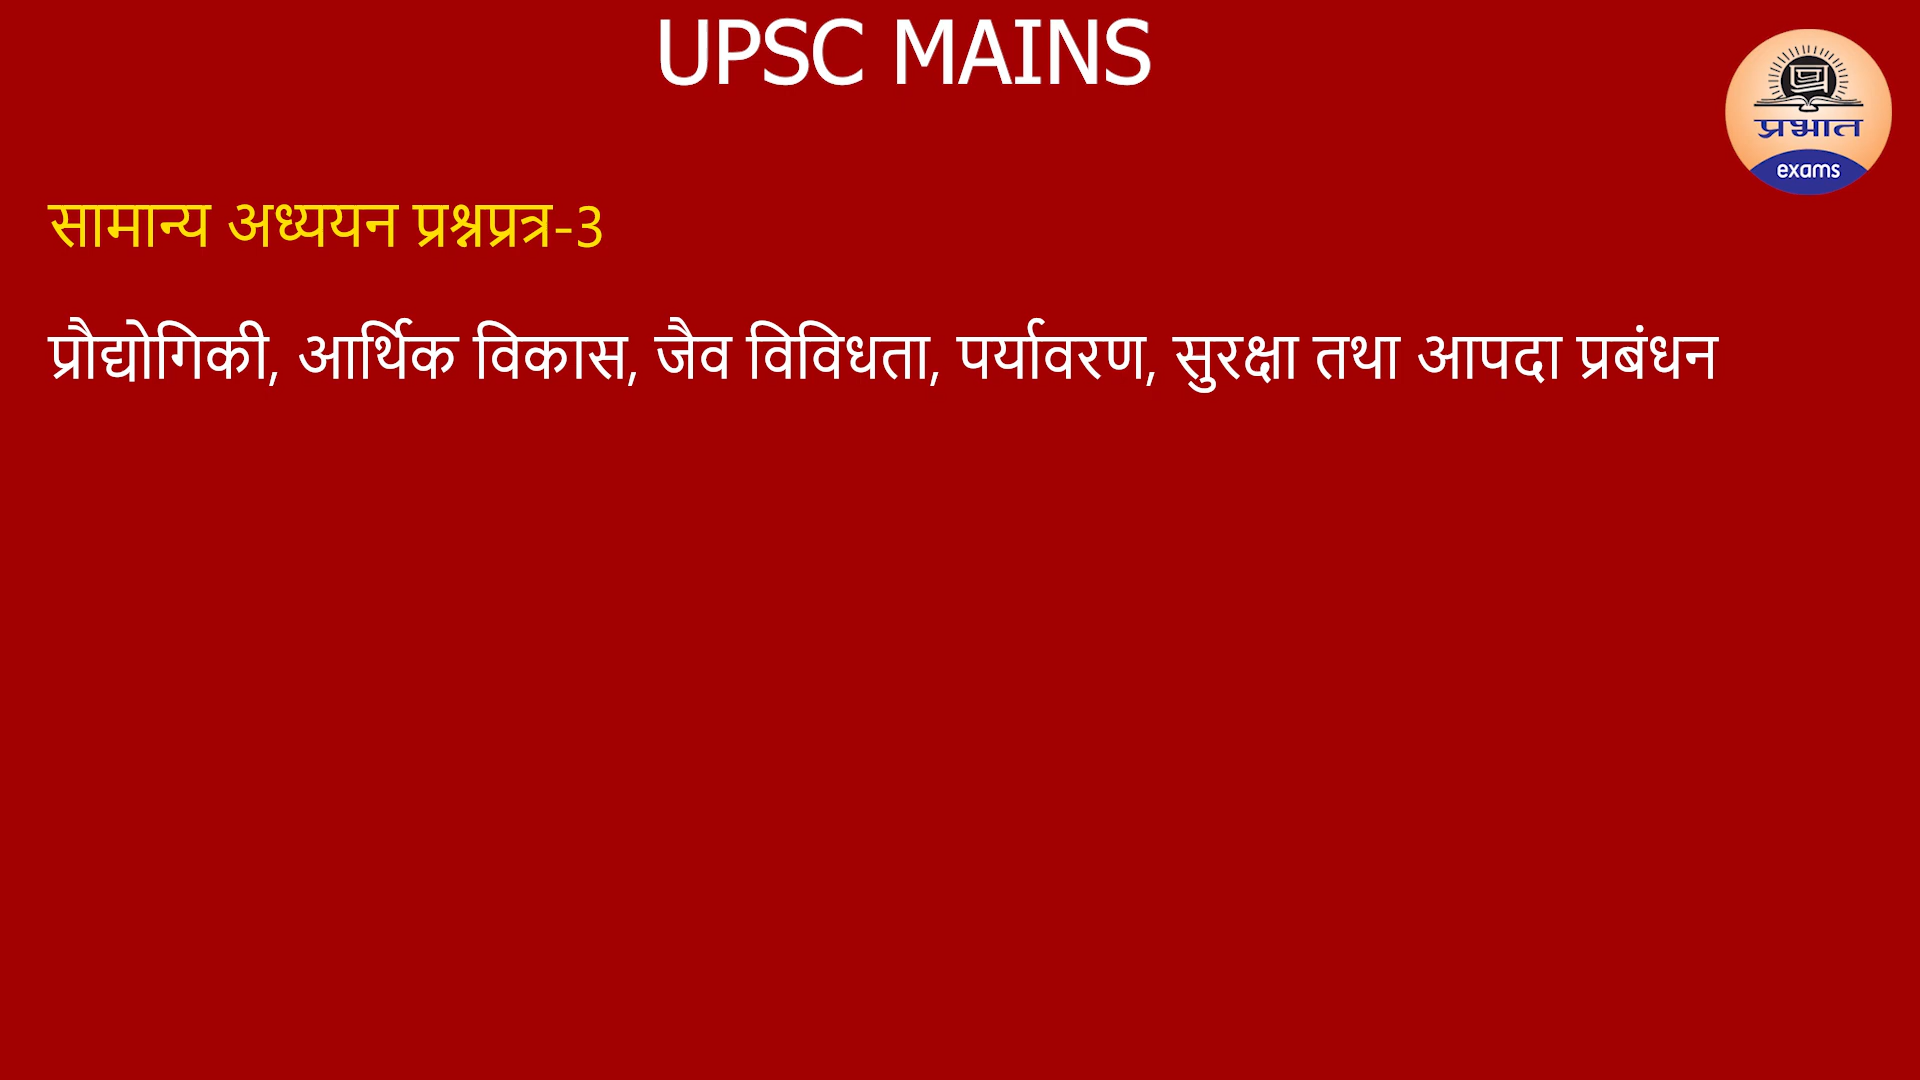 UPSC MAINS
प्रभात
exams
सामान्य अध्ययन प्रश्नप्रत्र-3
प्रौद्योगिकी, आर्थिक विकास, जैव विविधता, पर्यावरण, सुरक्षा तथा आपदा प्रबंधन